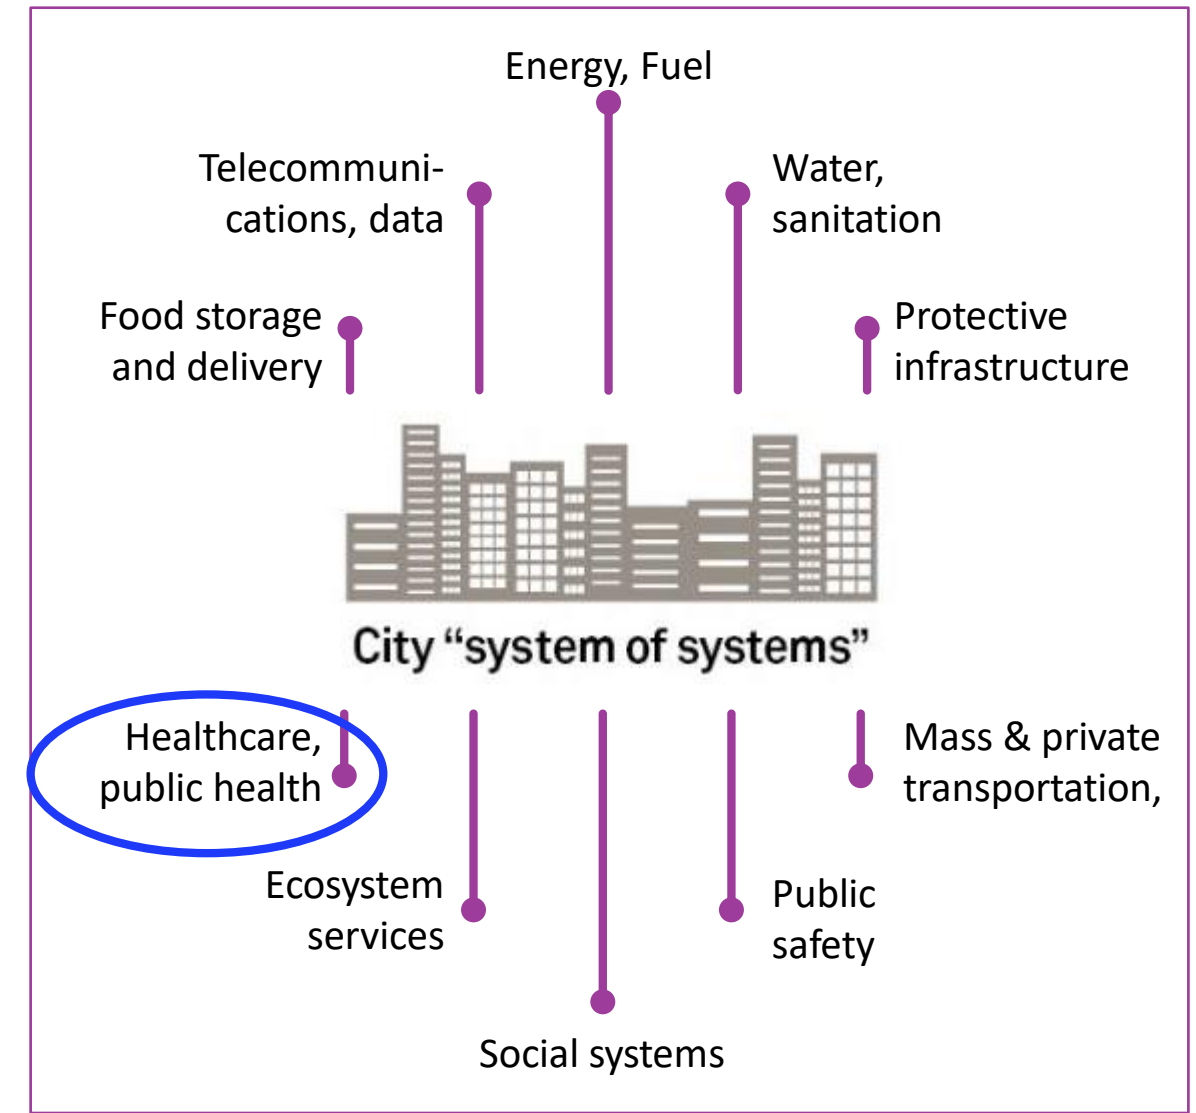 Energy, Fuel
Telecommuni-
cations, data
Water,
sanitation
Food storage
and delivery
Protective
infrastructure
City “system of systems”
Healthcare,
public health
Mass & private
transportation,
Ecosystem
services
Public
safety
Social systems